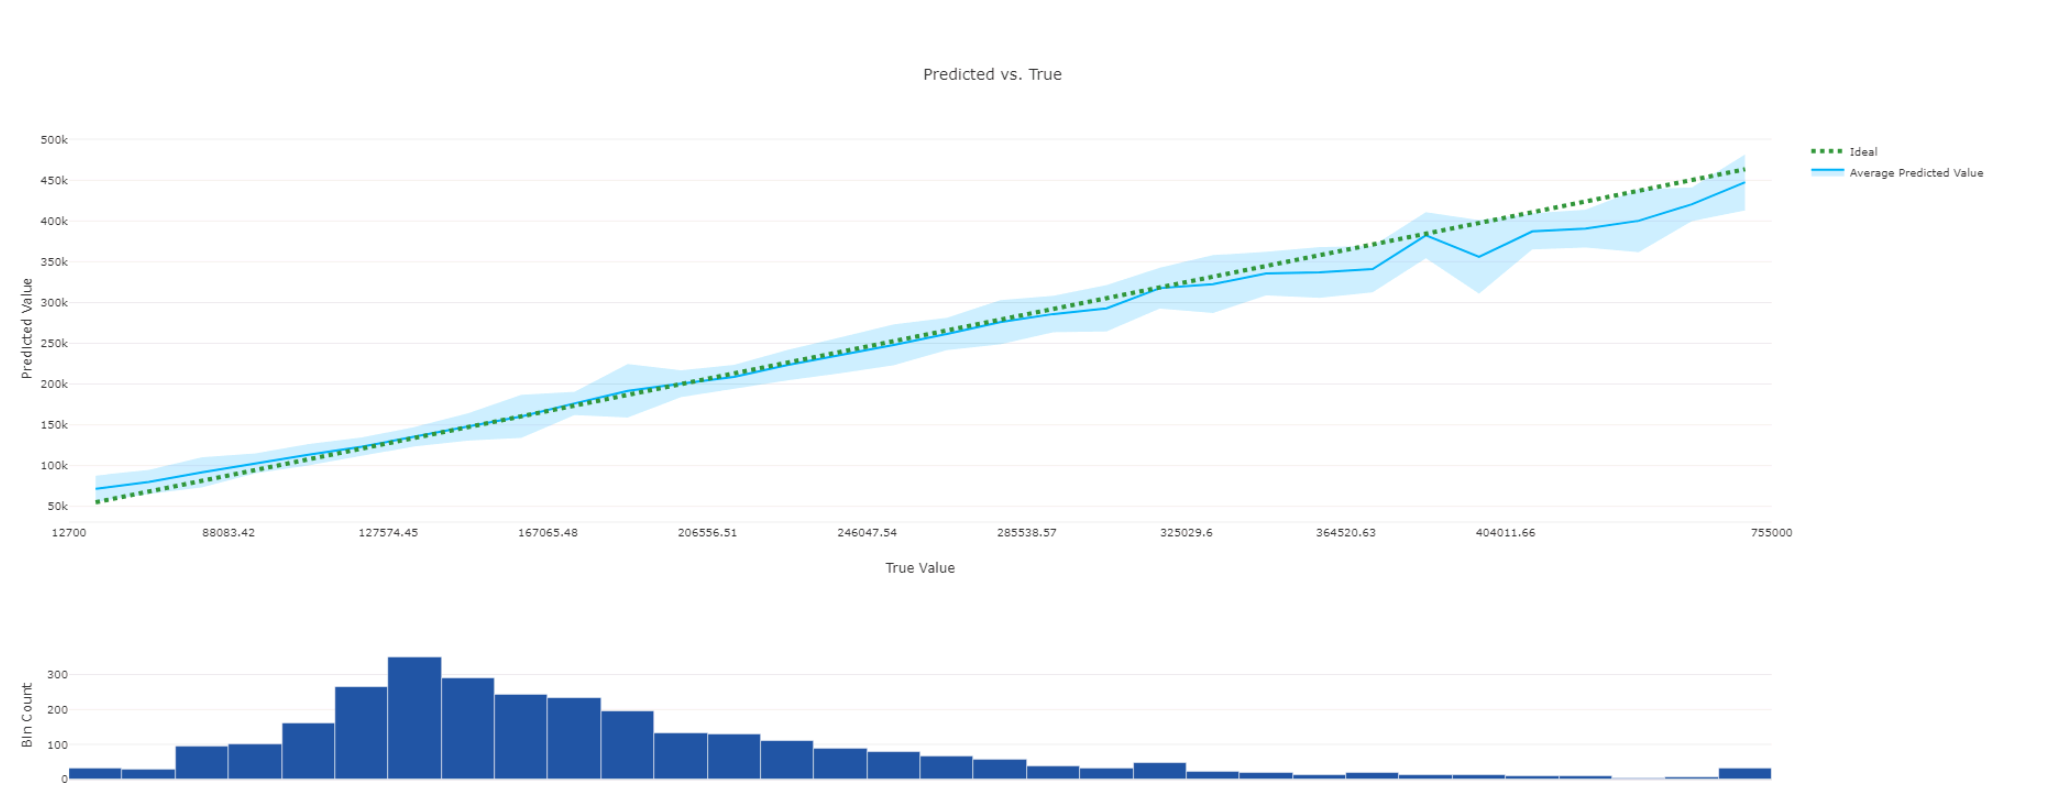 Predicted vs. True
500k
450k
400k
350k
300k
250k
200k
150k
100k
50k
Predicted Value
Ideal
Average Predicted Value
12700 88083.42 127574.45 167065.48 206556.51 246047.54 285538.57 325029.6 364520.63 404011.66 755000
True Value
300
200
100
0
Bin Count